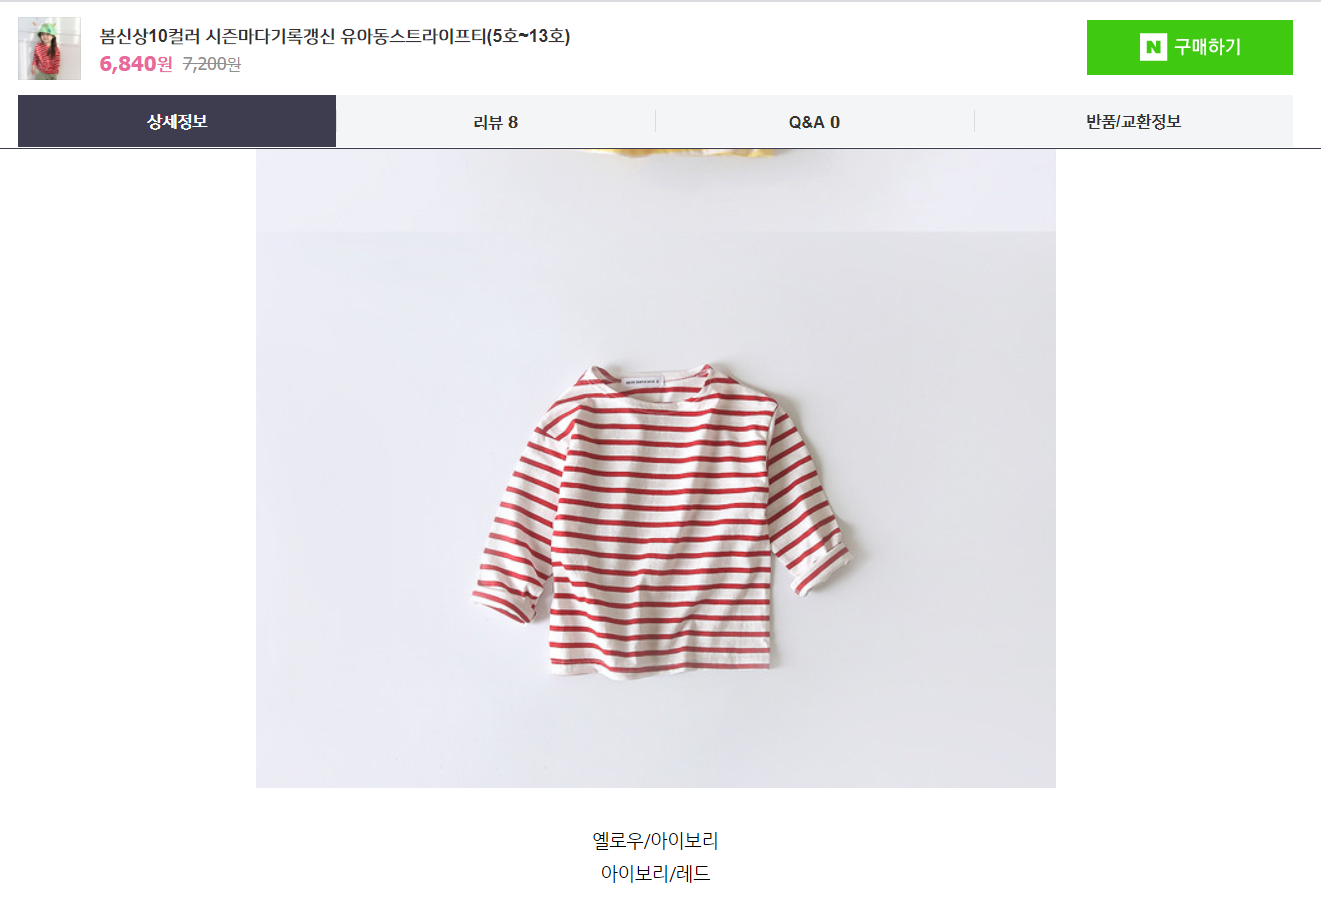 봄신상10컬러 시즌마다기록갱신 유아동스트라이프티(5호~13호)
6,840원 7,200원
N 구매하기
상세정보 리뷰 8 Q&A 0 반품/교환정보
옐로우/아이보리
아이보리/레드